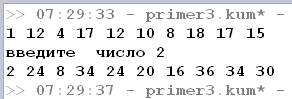 >> 07:29:33 - primer3.kum* -
1 12 4 17 12 10 8 18 17 15
введите  число 2
2 24 8 34 24 20 16 36 34 30
>> 07:29:37 - primer3.kum* -